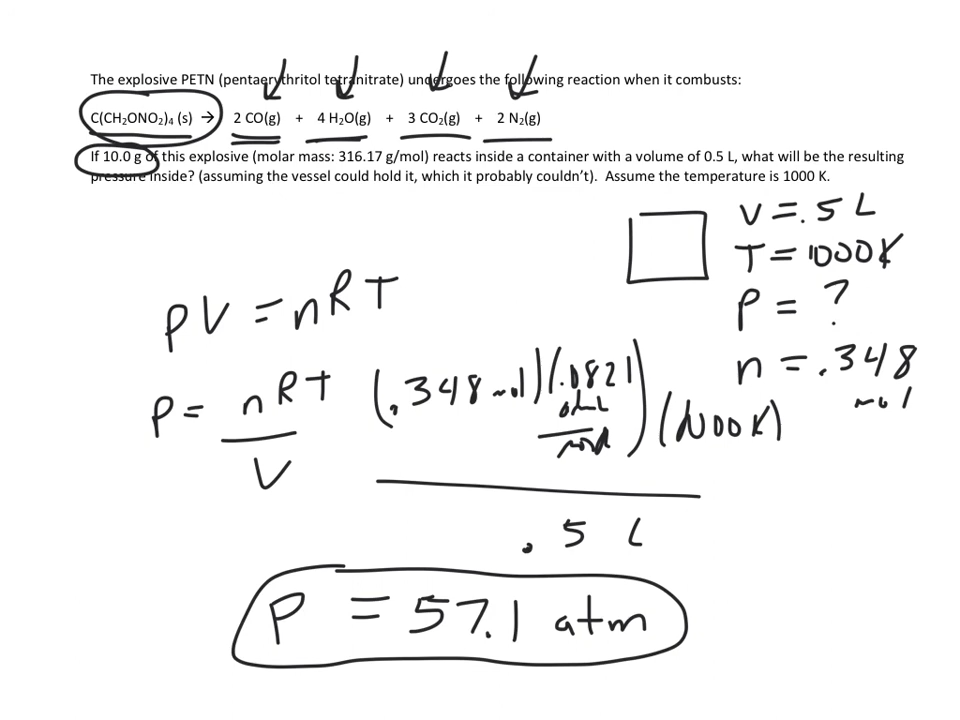 The explosive PETN (pentaerythritol tetranitrate) undergoes the following reaction when it combusts:
C(CH₂ONO₂)₄ (s) → 2 CO(g) + 4 H₂O(g) + 3 CO₂(g) + 2 N₂(g)
If 10.0 g of this explosive (molar mass: 316.17 g/mol) reacts inside a container with a volume of 0.5 L, what will be the resulting
pressure inside? (assuming the vessel could hold it, which it probably couldn't). Assume the temperature is 1000 K.
V = .5 L
T = 1000K
P = ?
n = .348
mol
PV = nRT
P = nRT
V
(.348 mol)(.0821
) (1000K)
.5 L
P = 57.1 atm